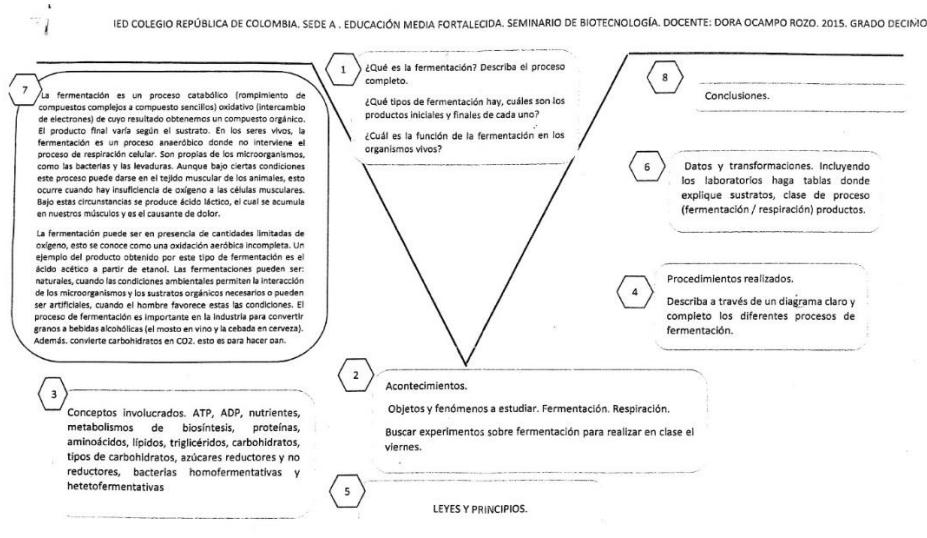 IED COLEGIO REPÚBLICA DE COLOMBIA. SEDE A . EDUCACIÓN MEDIA FORTALECIDA. SEMINARIO DE BIOTECNOLOGÍA. DOCENTE: DORA OCAMPO ROZO. 2015. GRADO DECIMO
7
La fermentación es un proceso catabólico (rompimiento de
compuestos complejos a compuesto sencillos) oxidativo (intercambio
de electrones) de cuyo resultado obtenemos un compuesto orgánico.
El producto final varía según el sustrato. En los seres vivos, la
fermentación es un proceso anaeróbico donde no interviene el
proceso de respiración celular. Son propias de los microorganismos,
como las bacterias y las levaduras. Aunque bajo ciertas condiciones
este proceso puede darse en el tejido muscular de los animales, esto
ocurre cuando hay insuficiencia de oxígeno a las células musculares.
Bajo estas circunstancias se produce ácido láctico, el cual se acumula
en nuestros músculos y es el causante de dolor.
La fermentación puede ser en presencia de cantidades limitadas de
oxígeno, esto se conoce como una oxidación aeróbica incompleta. Un
ejemplo del producto obtenido por este tipo de fermentación es el
ácido acético a partir de etanol. Las fermentaciones pueden ser:
naturales, cuando las condiciones ambientales permiten la interacción
de los microorganismos y los sustratos orgánicos necesarios o pueden
ser artificiales, cuando el hombre favorece estas las condiciones. El
proceso de fermentación es importante en la industria para convertir
granos a bebidas alcohólicas (el mosto en vino y la cebada en cerveza).
Además, convierte carbohidratos en CO2. esto es para hacer pan.
1
¿Qué es la fermentación? Describa el proceso
completo.
¿Qué tipos de fermentación hay, cuáles son los
productos iniciales y finales de cada uno?
¿Cuál es la función de la fermentación en los
organismos vivos?
8
Conclusiones.
6
Datos y transformaciones. Incluyendo
los laboratorios haga tablas donde
explique sustratos, clase de proceso
(fermentación / respiración) productos.
4
Procedimientos realizados.
Describa a través de un diagrama claro y
completo los diferentes procesos de
fermentación.
3
Conceptos involucrados. ATP, ADP, nutrientes,
metabolismos de biosíntesis, proteínas,
aminoácidos, lípidos, triglicéridos, carbohidratos,
tipos de carbohidratos, azúcares reductores y no
reductores, bacterias homofermentativas y
hetetofermentativas
2
Acontecimientos.
Objetos y fenómenos a estudiar. Fermentación. Respiración.
Buscar experimentos sobre fermentación para realizar en clase el
viernes.
5
LEYES Y PRINCIPIOS.